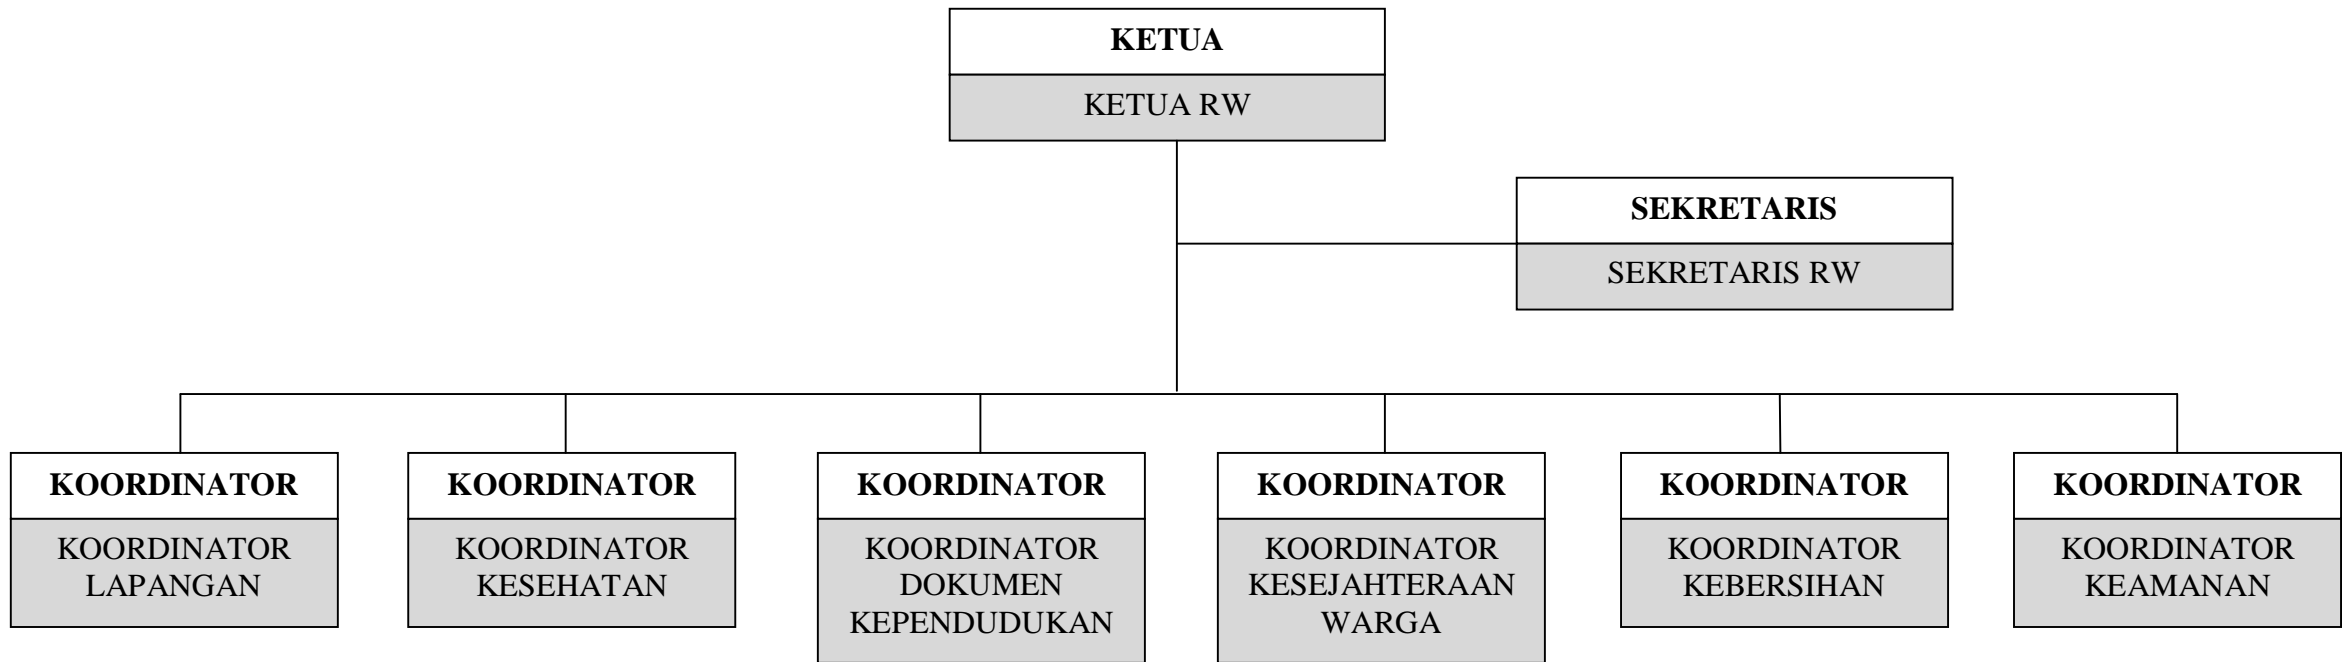 KETUA
KETUA RW
SEKRETARIS
SEKRETARIS RW
KOORDINATOR
KOORDINATOR
LAPANGAN
KOORDINATOR
KOORDINATOR
KESEHATAN
KOORDINATOR
KOORDINATOR
DOKUMEN
KEPENDUDUKAN
KOORDINATOR
KOORDINATOR
KESEJAHTERAAN
WARGA
KOORDINATOR
KOORDINATOR
KEBERSIHAN
KOORDINATOR
KOORDINATOR
KEAMANAN